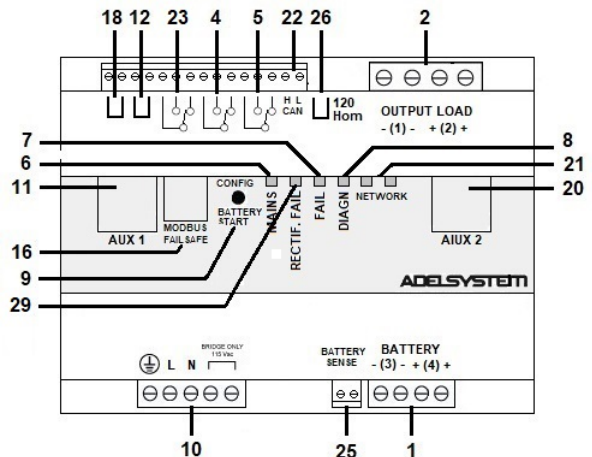 18 12 23 4 5 22 26 2
H L
CAN
120
Hom
OUTPUT LOAD
- (1) - + (2) +
7
8
6
21
11
20
CONFIG
BATTERY
START
MAINS
RECTIF. FAIL
FAIL
DIAGN
NETWORK
MODBUS
FAIL SAFE
AUX 1
AIUX 2
16
9
29
ADELSYSTEM
BRIDGE ONLY
115 Vac
L N
BATTERY
SENSE
BATTERY
- (3) - + (4) +
10
25
1